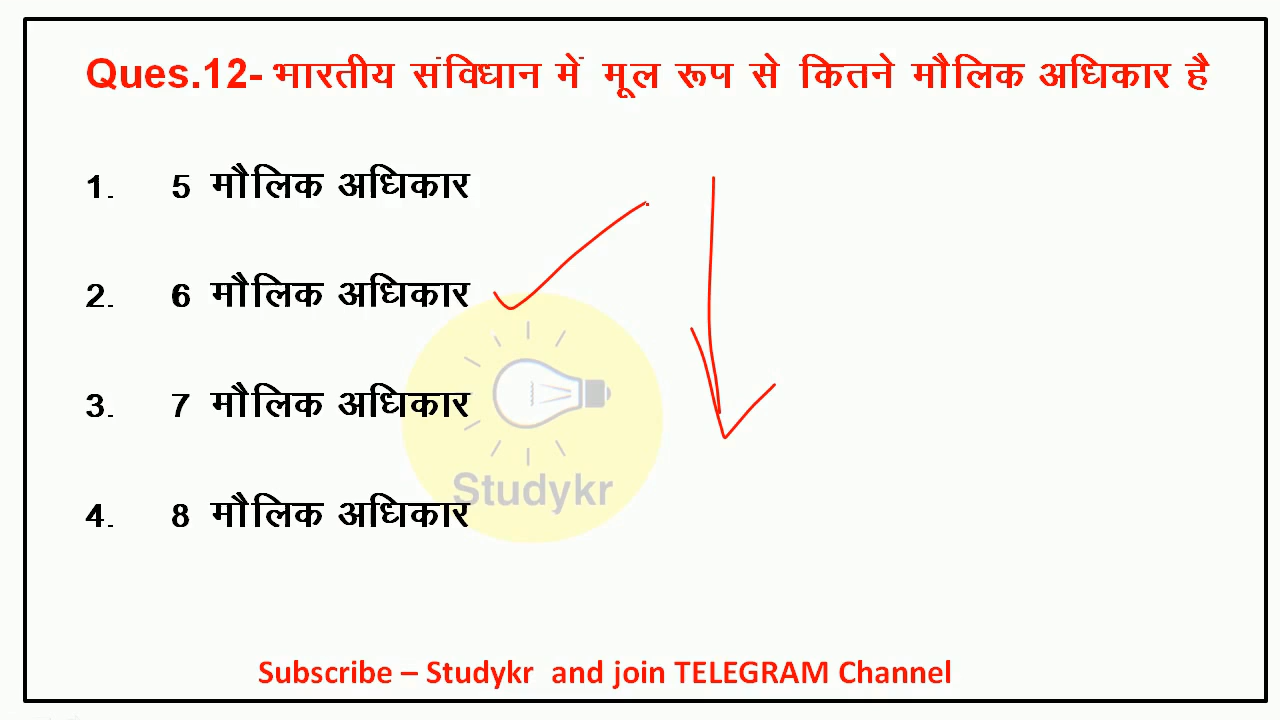 Ques.12- भारतीय संविधान में मूल रूप से कितने मौलिक अधिकार है
1. 5 मौलिक अधिकार
2. 6 मौलिक अधिकार
3. 7 मौलिक अधिकार
4. 8 मौलिक अधिकार
Studykr
Subscribe – Studykr and join TELEGRAM Channel